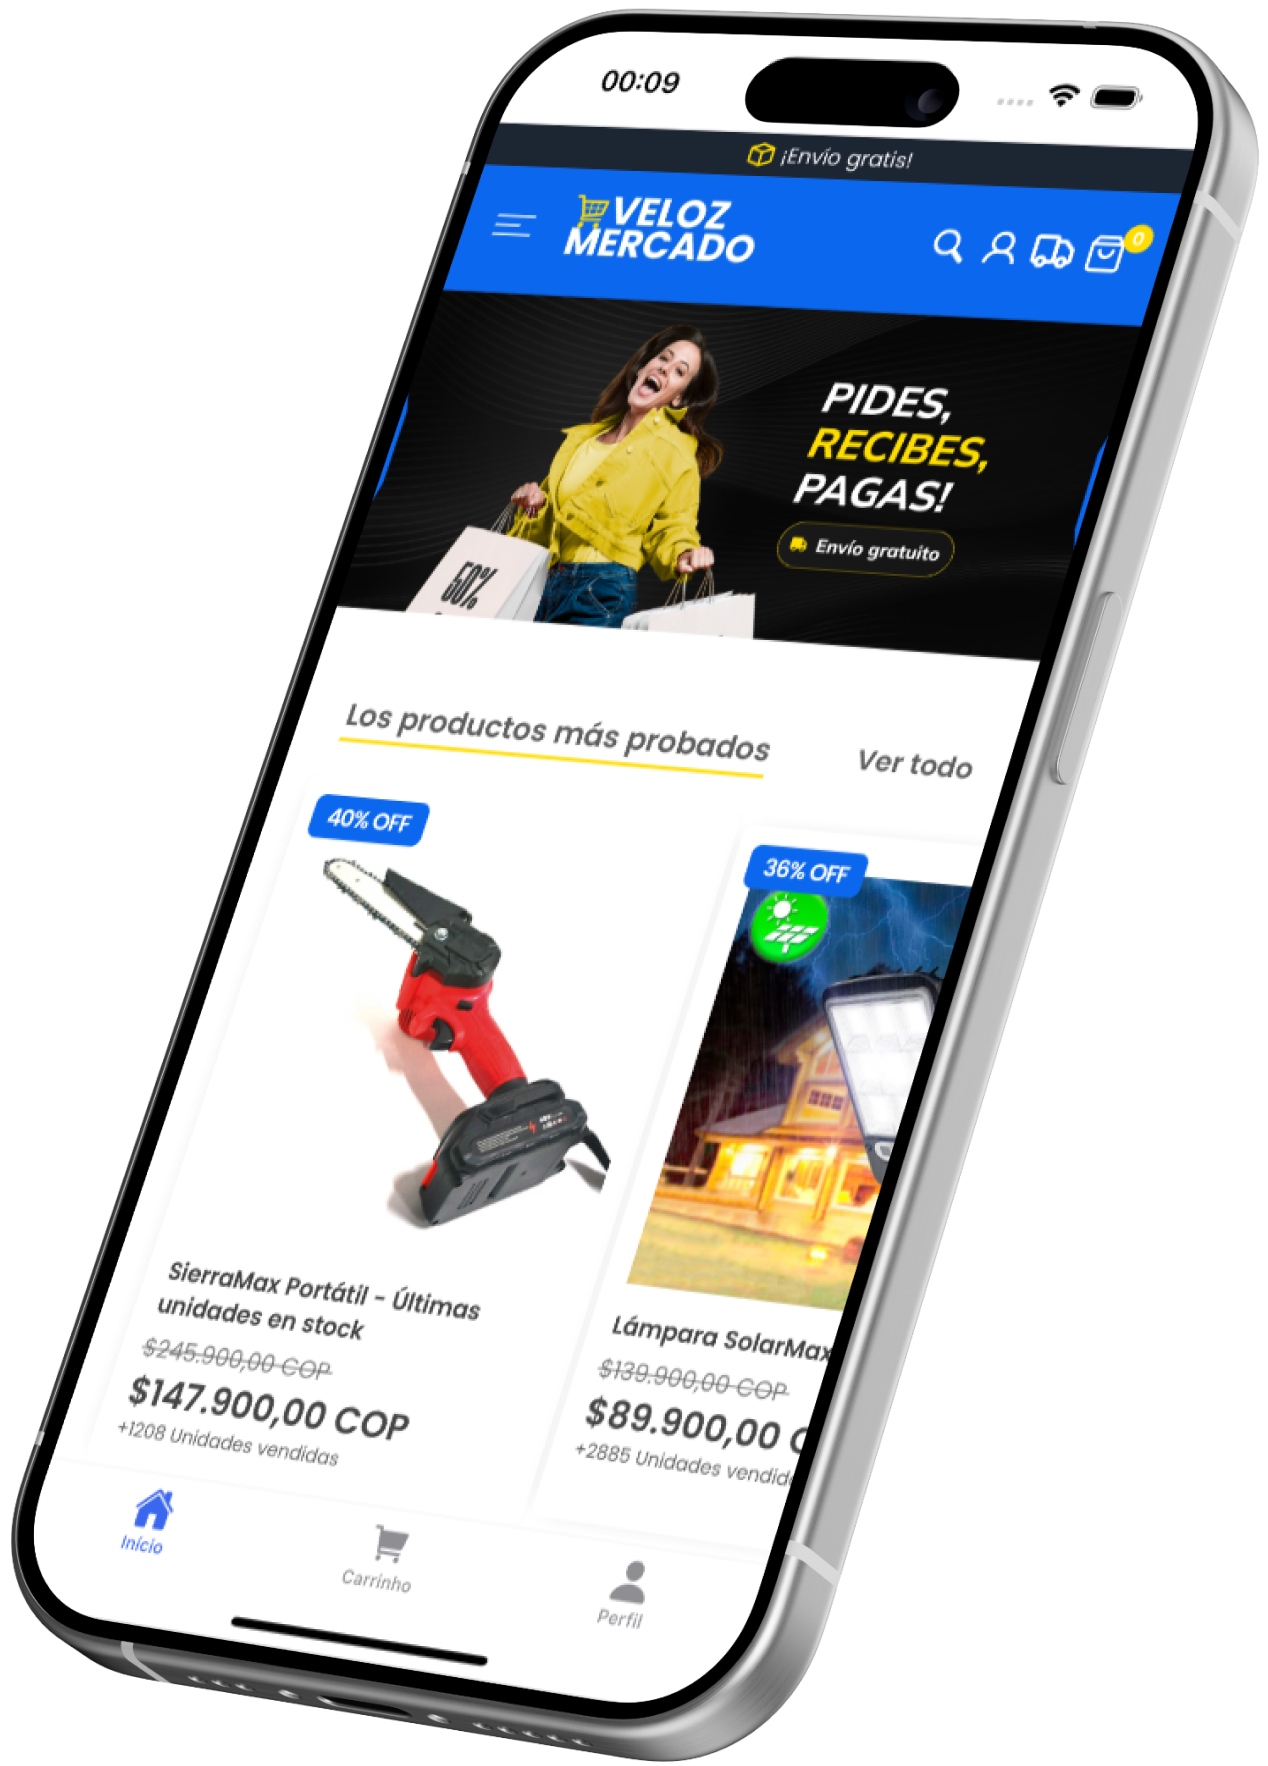 00:09
¡Envío gratis!
VELOZ
MERCADO
0
PIDES,
RECIBES,
PAGAS!
Envío gratuito
50%
Los productos más probados
Ver todo
40% OFF
36% OFF
SierraMax Portátil - Últimas
unidades en stock
$245.900,00 COP
$147.900,00 COP
+1208 Unidades vendidas
Lámpara SolarMax
$139.900,00 COP
$89.900,00 C
+2885 Unidades vendid
Início
Carrinho
Perfil